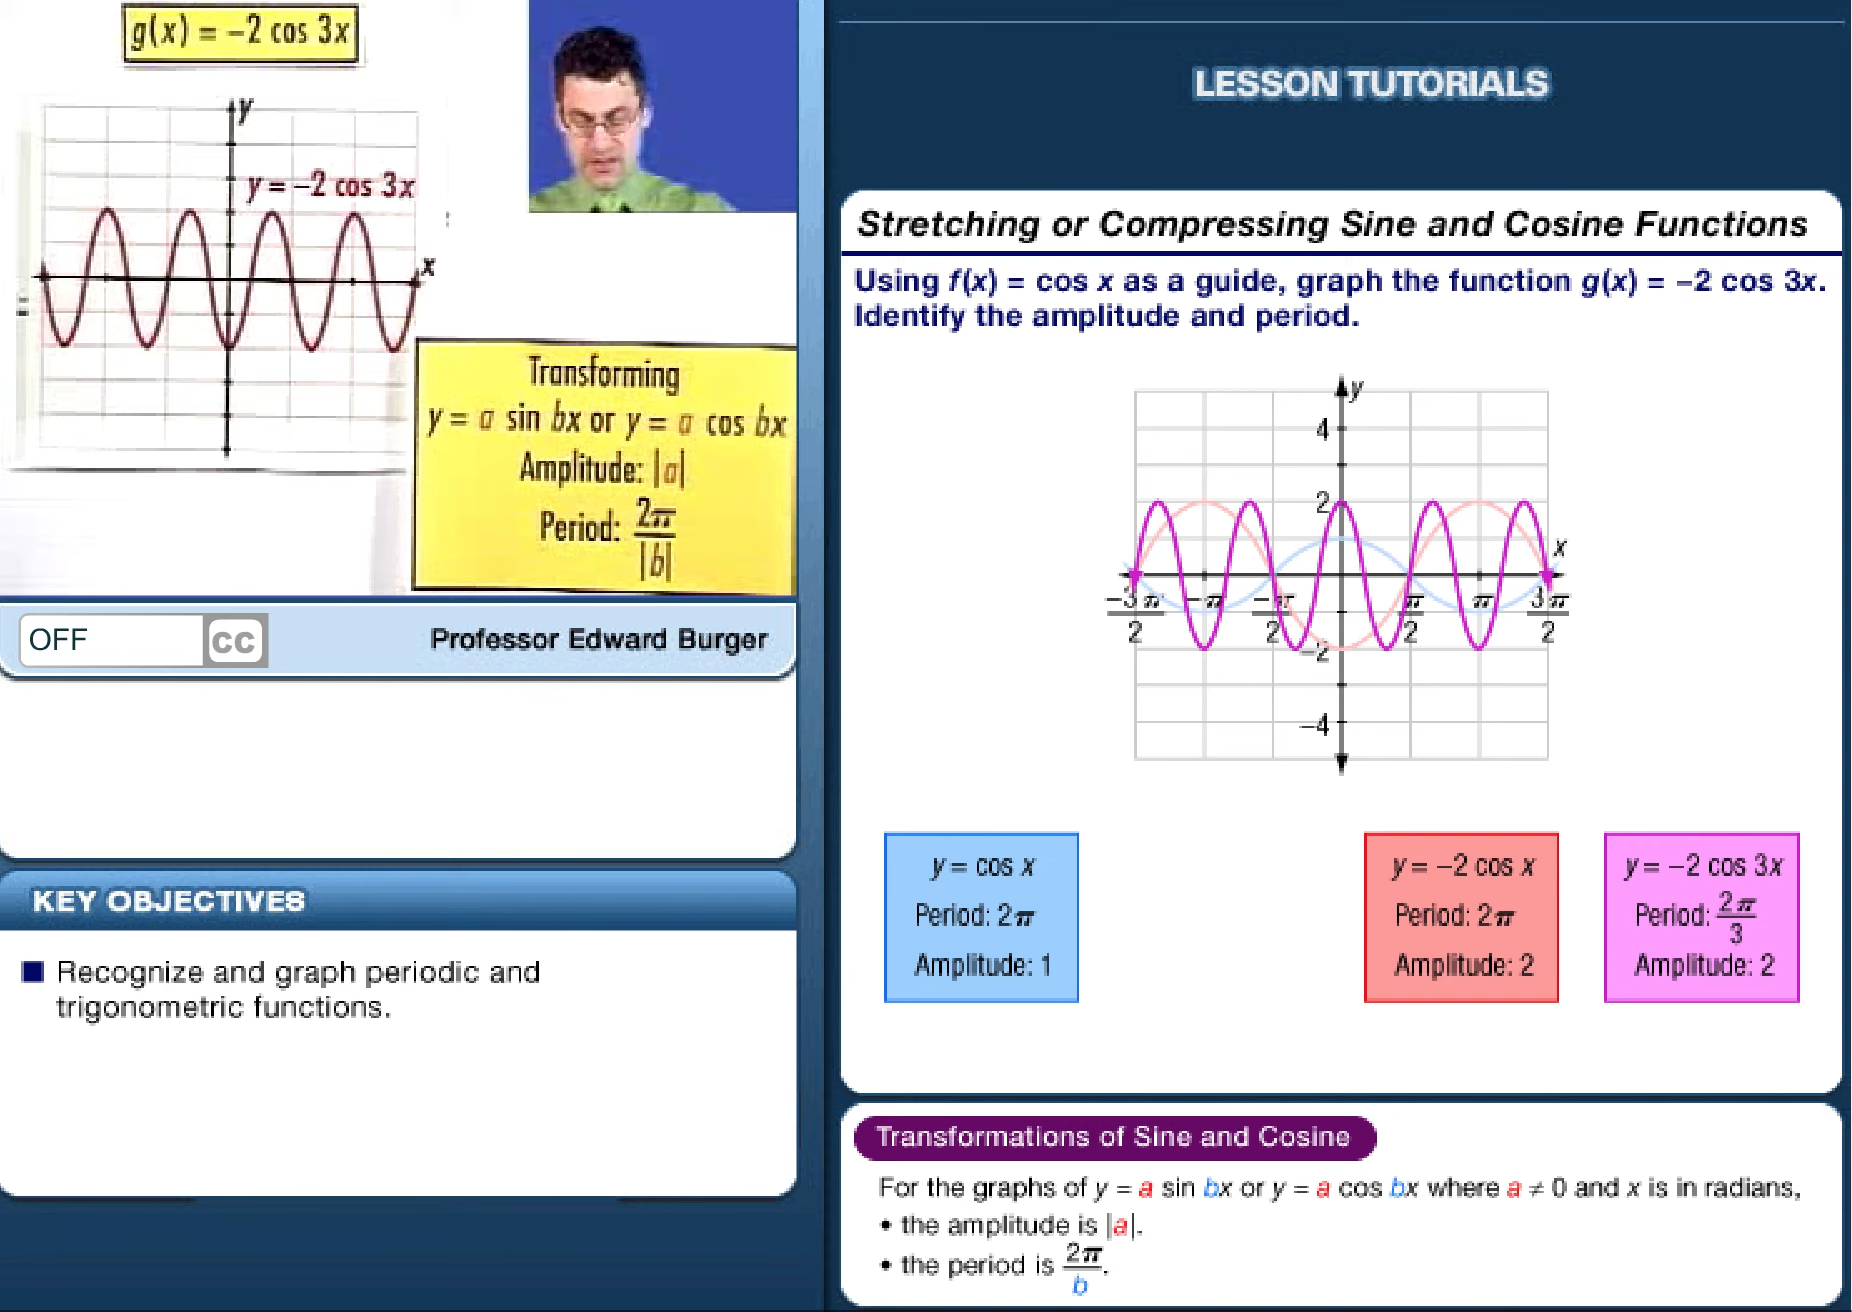 g(x) = −2 cos 3x
y
y = −2 cos 3x
x
Transforming
y = a sin bx or y = a cos bx
Amplitude: |a|
Period: 2π/|b|
OFF
CC
Professor Edward Burger
KEY OBJECTIVES
Recognize and graph periodic and
trigonometric functions.
LESSON TUTORIALS
Stretching or Compressing Sine and Cosine Functions
Using f(x) = cos x as a guide, graph the function g(x) = −2 cos 3x.
Identify the amplitude and period.
y
4
2
x
−3π/2 −π −π/2 π/2 π 3π/2
−2
−4
y = cos x
Period: 2π
Amplitude: 1
y = −2 cos x
Period: 2π
Amplitude: 2
y = −2 cos 3x
Period: 2π/3
Amplitude: 2
Transformations of Sine and Cosine
For the graphs of y = a sin bx or y = a cos bx where a ≠ 0 and x is in radians,
• the amplitude is |a|.
• the period is 2π/b.